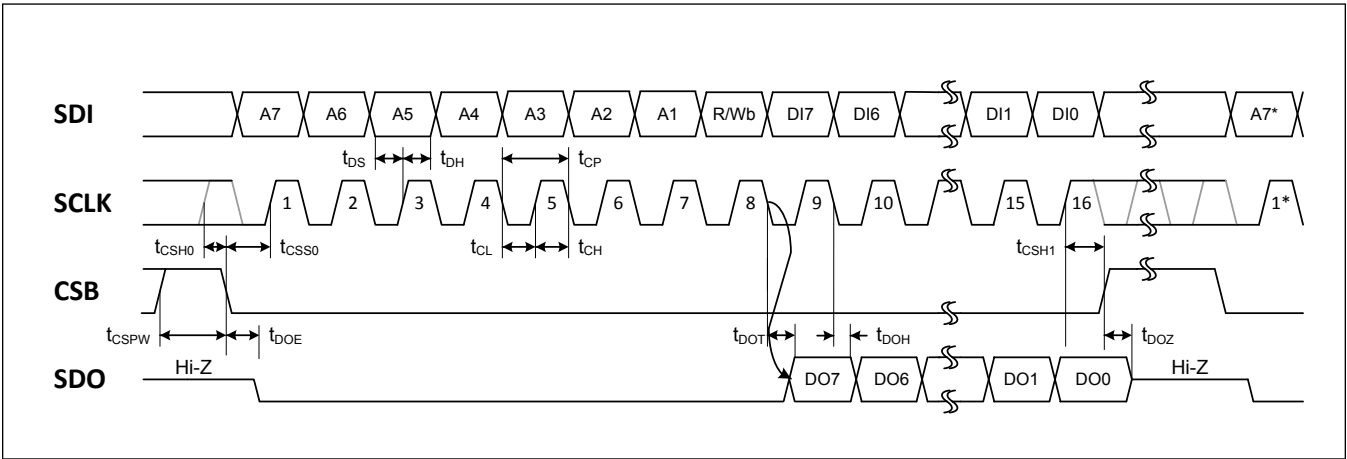 SDI A7 A6 A5 A4 A3 A2 A1 R/Wb DI7 DI6 DI1 DI0 A7*
tDS tDH tCP
SCLK 1 2 3 4 5 6 7 8 9 10 15 16 1*
tCSH0 tCSS0 tCL tCH tCSH1
CSB
tCSPW tDOE tDOT tDOH tDOZ
Hi-Z Hi-Z
SDO DO7 DO6 DO1 DO0